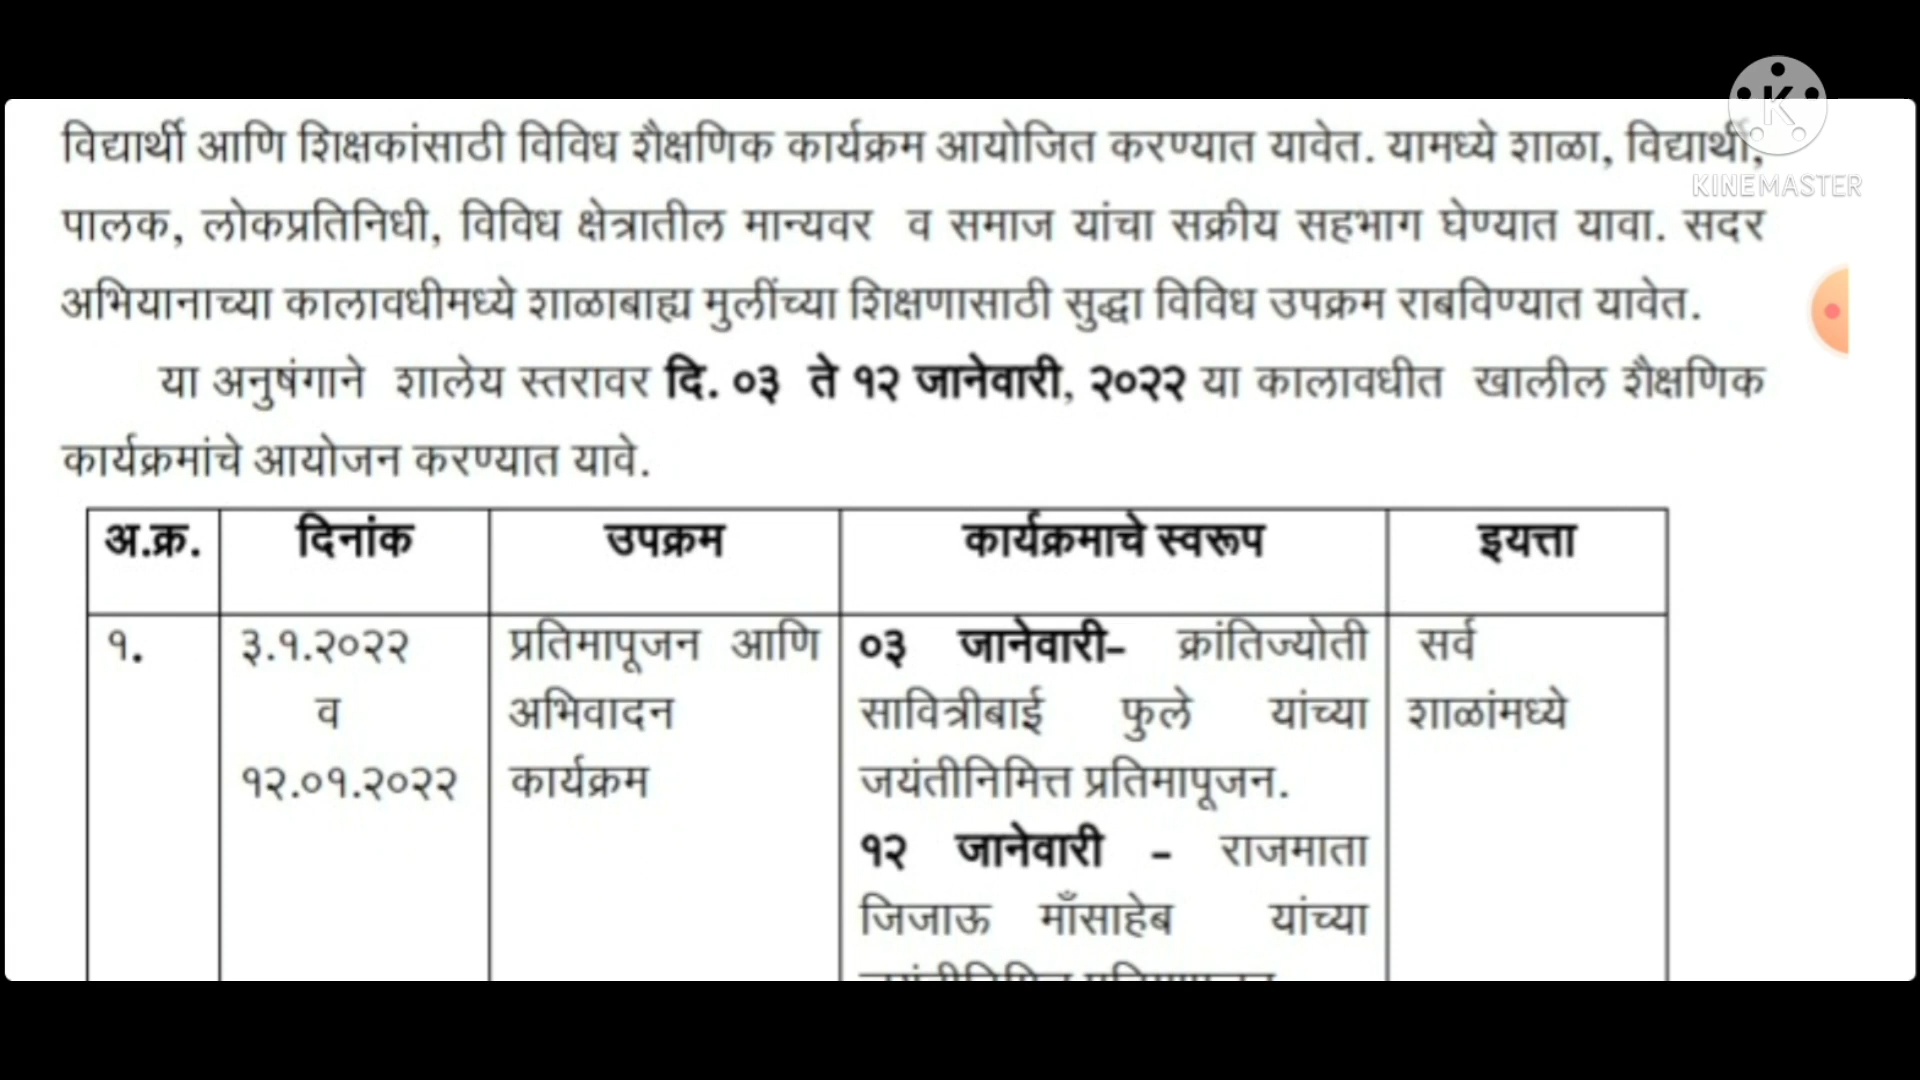 विद्यार्थी आणि शिक्षकांसाठी विविध शैक्षणिक कार्यक्रम आयोजित करण्यात यावेत. यामध्ये शाळा, विद्यार्थी,
पालक, लोकप्रतिनिधी, विविध क्षेत्रातील मान्यवर व समाज यांचा सक्रीय सहभाग घेण्यात यावा. सदर
अभियानाच्या कालावधीमध्ये शाळाबाह्य मुलींच्या शिक्षणासाठी सुद्धा विविध उपक्रम राबविण्यात यावेत.
या अनुषंगाने शालेय स्तरावर दि. ०३ ते १२ जानेवारी, २०२२ या कालावधीत खालील शैक्षणिक
कार्यक्रमांचे आयोजन करण्यात यावे.
अ.क्र. दिनांक उपक्रम कार्यक्रमाचे स्वरूप इयत्ता
१. ३.१.२०२२ प्रतिमापूजन आणि ०३ जानेवारी– क्रांतिज्योती सर्व
व अभिवादन सावित्रीबाई फुले यांच्या शाळांमध्ये
१२.०१.२०२२ कार्यक्रम जयंतीनिमित्त प्रतिमापूजन.
१२ जानेवारी – राजमाता
जिजाऊ माँसाहेब यांच्या
K
KINEMASTER